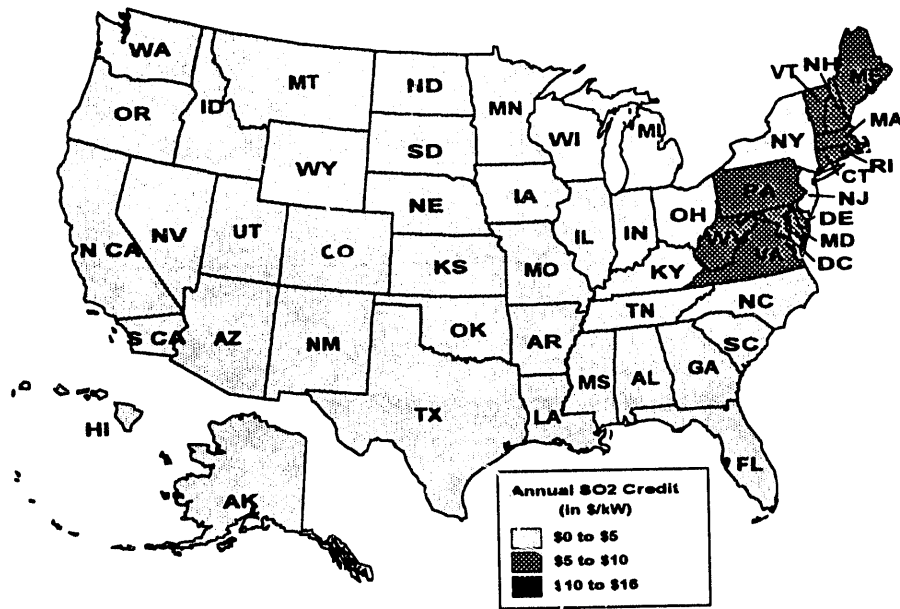 WA
MT
ND
MN
VT
NH
ME
OR
ID
WI
MI
NY
MA
SD
WY
RI
CT
IA
PA
NJ
NE
OH
NV
UT
IL
IN
DE
WV
MD
N CA
CO
VA
DC
KS
MO
KY
NC
TN
S CA
AZ
OK
NM
AR
SC
MS
AL
GA
TX
LA
HI
FL
AK
Annual SO2 Credit
(in $/kW)
$0 to $5
$5 to $10
$10 to $16